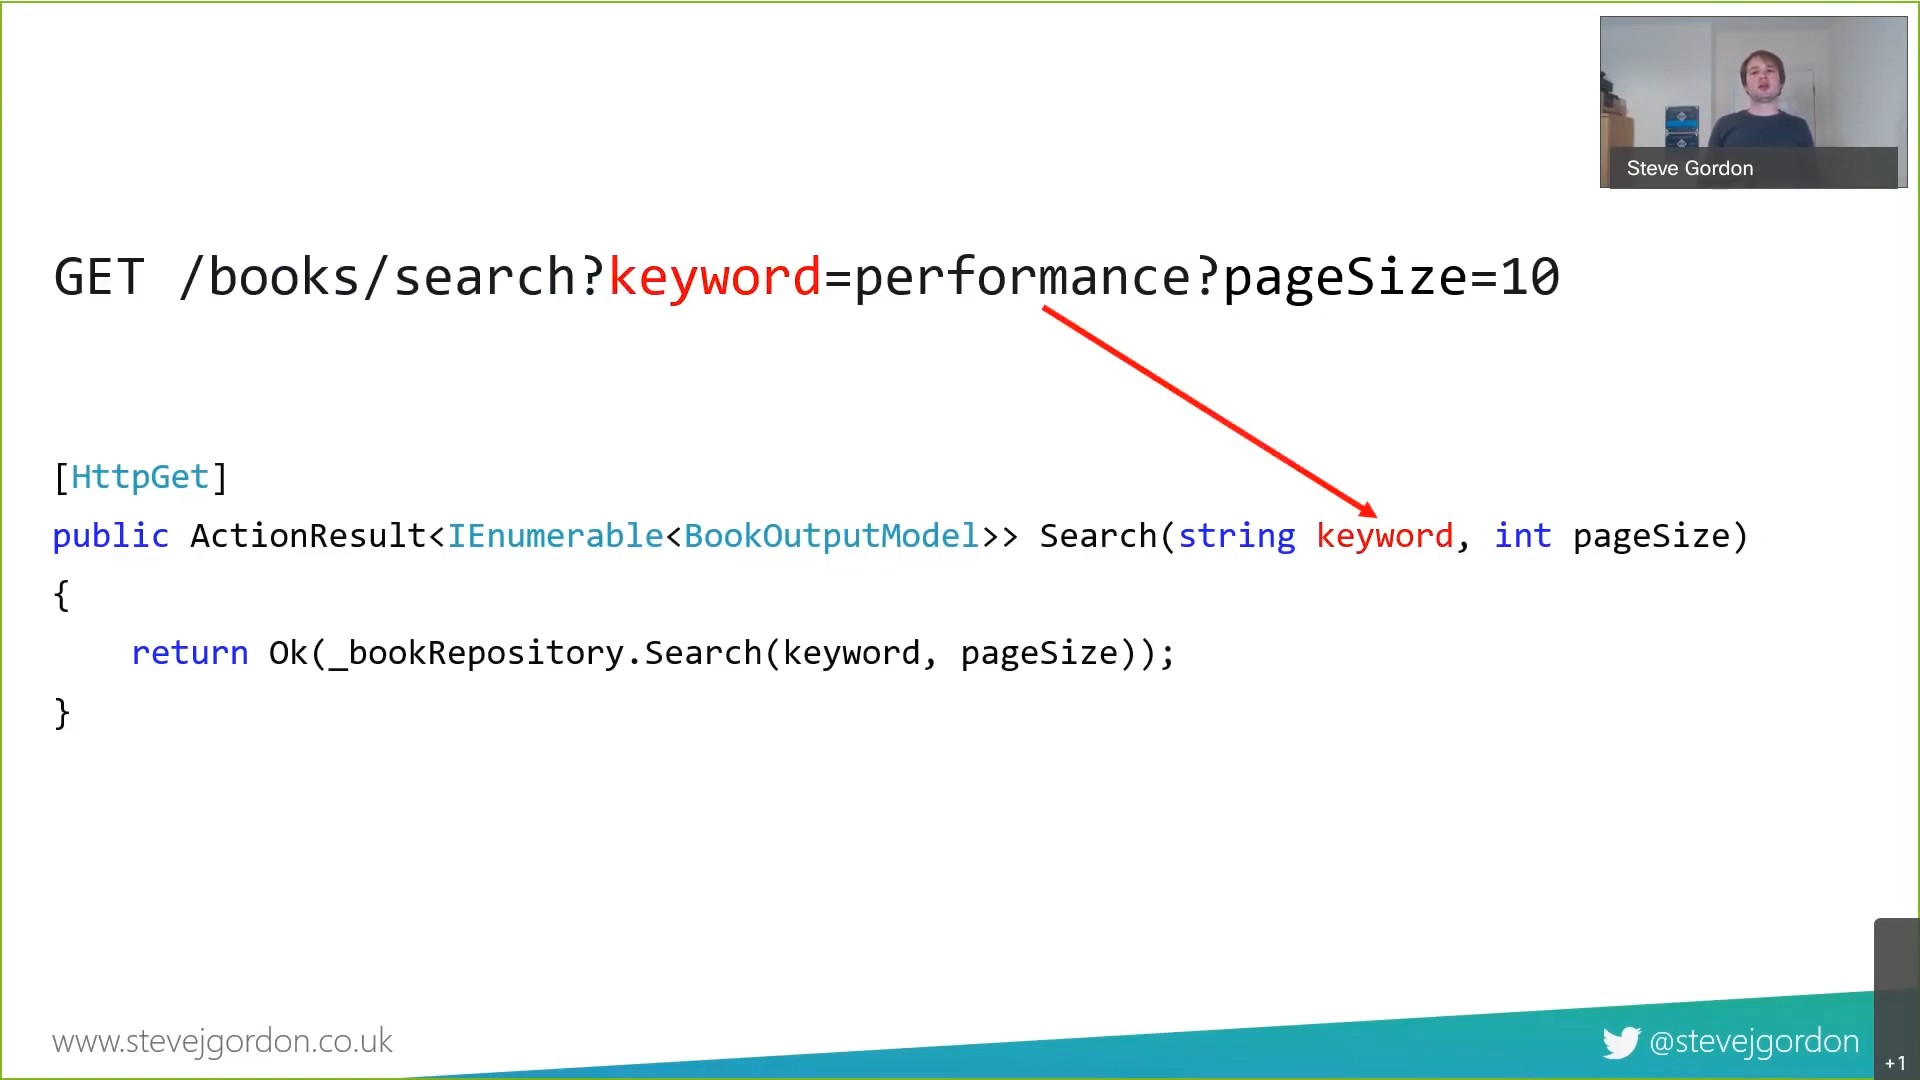 Steve Gordon
GET /books/search?keyword=performance?pageSize=10
[HttpGet]
public ActionResult<IEnumerable<BookOutputModel>> Search(string keyword, int pageSize)
{
    return Ok(_bookRepository.Search(keyword, pageSize));
}
www.stevejgordon.co.uk
@stevejgordon
+1